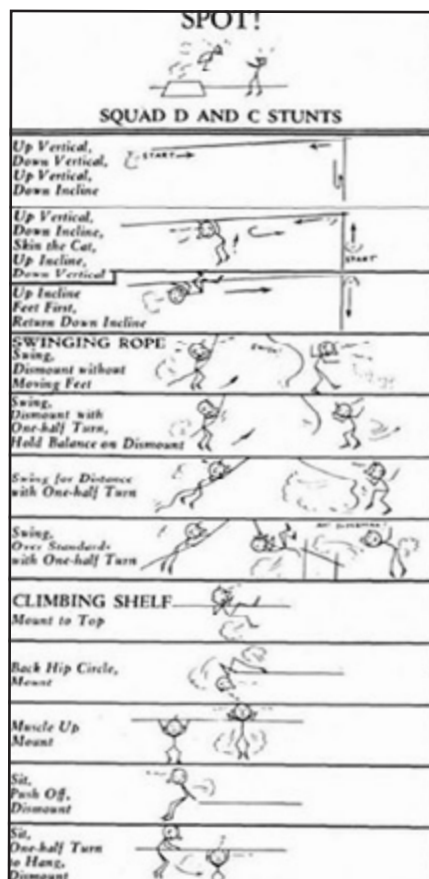 SPOT!
SQUAD D AND C STUNTS
Up Vertical,
Down Vertical,
Up Vertical,
Down Incline
START
Up Vertical,
Down Incline,
Skin the Cat,
Up Incline,
Down Vertical
START
Up Incline
Feet First,
Return Down Incline
SWINGING ROPE
Swing,
Dismount without
Moving Feet
Swing,
Dismount with
One-half Turn,
Hold Balance on Dismount
Swing for Distance
with One-half Turn
Swing,
Over Standards
with One-half Turn
CLIMBING SHELF
Mount to Top
Back Hip Circle,
Mount
Muscle Up
Mount
Sit,
Push Off,
Dismount
Sit,
One-half Turn
to Hang,
Dismount